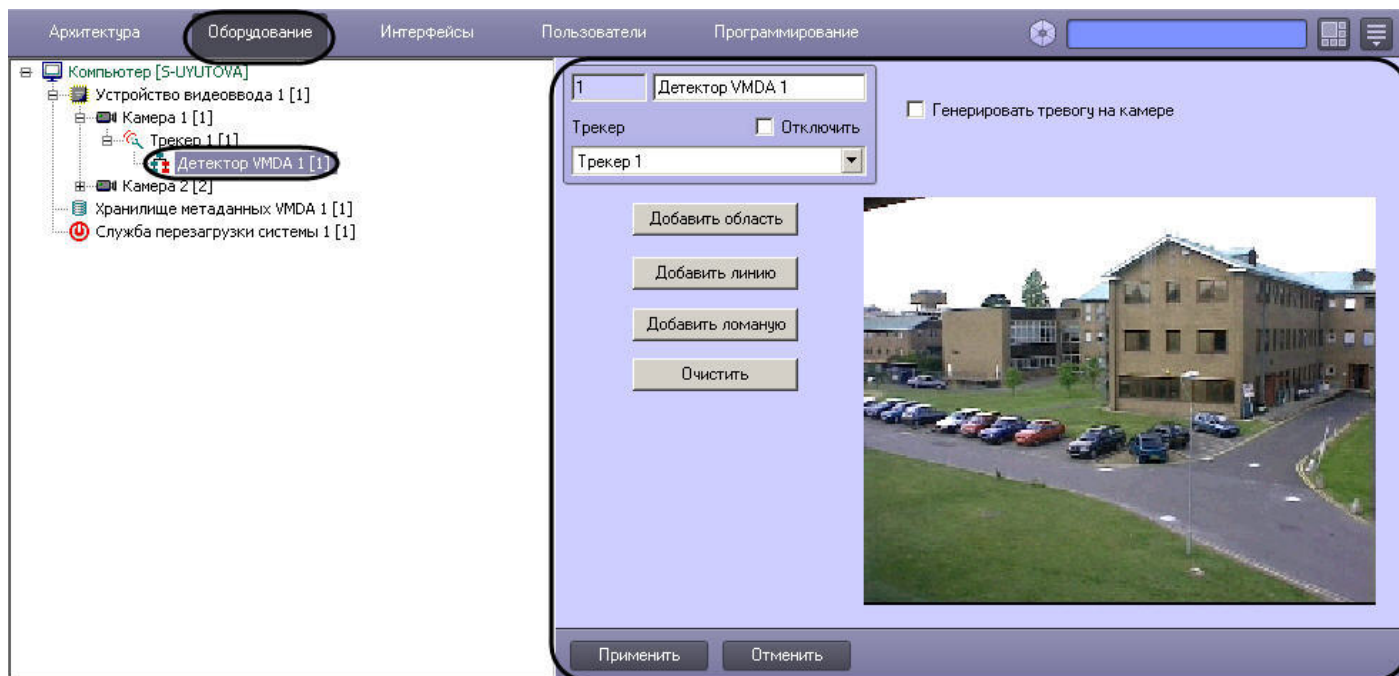 Архитектура Оборудование Интерфейсы Пользователи Программирование
Компьютер [S-UYUTOVA]
Устройство видеоввода 1 [1]
Камера 1 [1]
Трекер 1 [1]
Детектор VMDA 1 [1]
Камера 2 [2]
Хранилище метаданных VMDA 1 [1]
Служба перезагрузки системы 1 [1]
1 Детектор VMDA 1
Трекер Отключить
Трекер 1
Генерировать тревогу на камере
Добавить область
Добавить линию
Добавить ломаную
Очистить
Применить Отменить